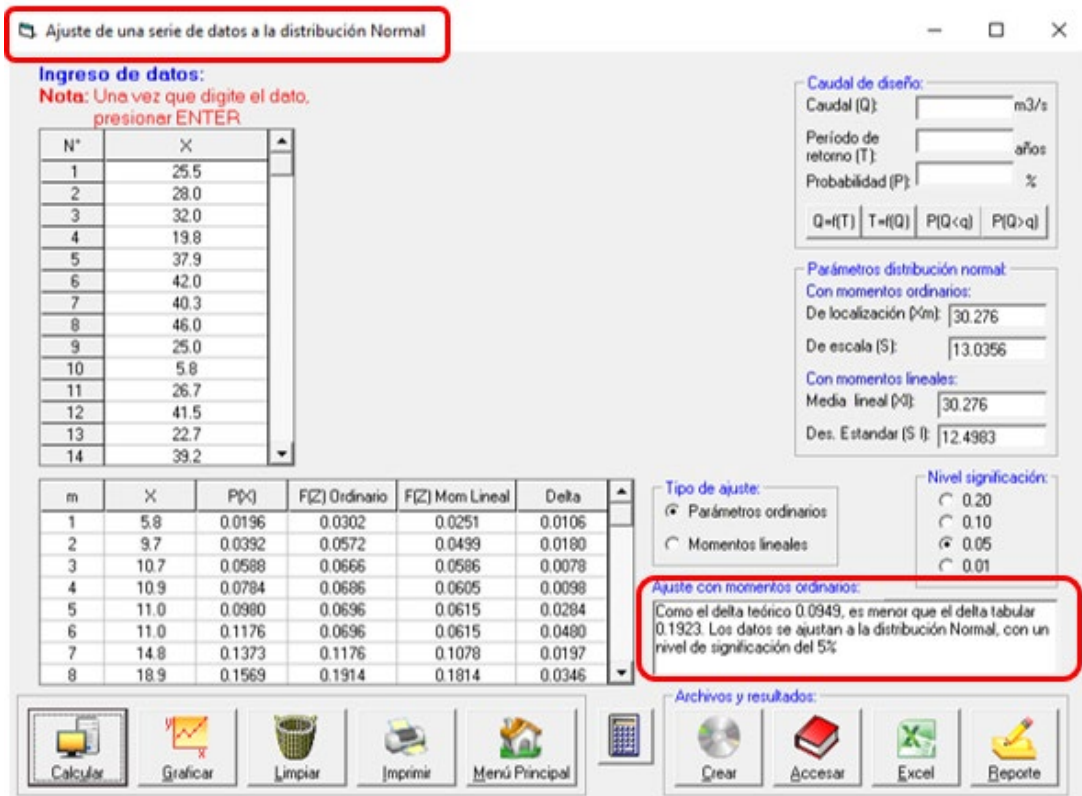 Ajuste de una serie de datos a la distribución Normal
Ingreso de datos:
Nota: Una vez que digite el dato,
presionar ENTER
N° X
1 25.5
2 28.0
3 32.0
4 19.8
5 37.9
6 42.0
7 40.3
8 46.0
9 25.0
10 5.8
11 26.7
12 41.5
13 22.7
14 39.2
Caudal de diseño:
Caudal (Q): m3/s
Período de
retorno (T): años
Probabilidad (P): %
Q=f(T) T=f(Q) P(Q<q) P(Q>q)
Parámetros distribución normal:
Con momentos ordinarios:
De localización (Xm): 30.276
De escala (S): 13.0356
Con momentos lineales:
Media lineal (Xl): 30.276
Des. Estandar (S l): 12.4983
m X P(X) F(Z) Ordinario F(Z) Mom Lineal Delta
1 5.8 0.0196 0.0302 0.0251 0.0106
2 9.7 0.0392 0.0572 0.0499 0.0180
3 10.7 0.0588 0.0666 0.0586 0.0078
4 10.9 0.0784 0.0686 0.0605 0.0098
5 11.0 0.0980 0.0696 0.0615 0.0284
6 11.0 0.1176 0.0696 0.0615 0.0480
7 14.8 0.1373 0.1176 0.1078 0.0197
8 18.9 0.1569 0.1914 0.1814 0.0346
Tipo de ajuste:
Parámetros ordinarios
Momentos lineales
Nivel significación:
0.20
0.10
0.05
0.01
Ajuste con momentos ordinarios:
Como el delta teórico 0.0949, es menor que el delta tabular
0.1923. Los datos se ajustan a la distribución Normal, con un
nivel de significación del 5%
Calcular Graficar Limpiar Imprimir Menú Principal
Archivos y resultados:
Crear Accesar Excel Reporte